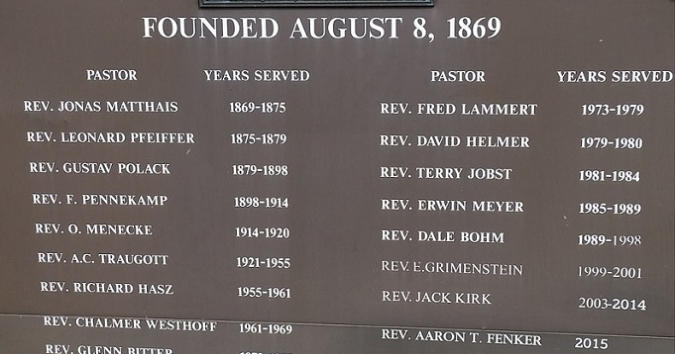 FOUNDED AUGUST 8, 1869
PASTOR YEARS SERVED
REV. JONAS MATTHAIS 1869-1875
REV. LEONARD PFEIFFER 1875-1879
REV. GUSTAV POLACK 1879-1898
REV. F. PENNEKAMP 1898-1914
REV. O. MENECKE 1914-1920
REV. A.C. TRAUGOTT 1921-1955
REV. RICHARD HASZ 1955-1961
REV. CHALMER WESTHOFF 1961-1969
REV. GLENN RITTER
PASTOR YEARS SERVED
REV. FRED LAMMERT 1973-1979
REV. DAVID HELMER 1979-1980
REV. TERRY JOBST 1981-1984
REV. ERWIN MEYER 1985-1989
REV. DALE BOHM 1989-1998
REV. E.GRIMENSTEIN 1999-2001
REV. JACK KIRK 2003-2014
REV. AARON T. FENKER 2015